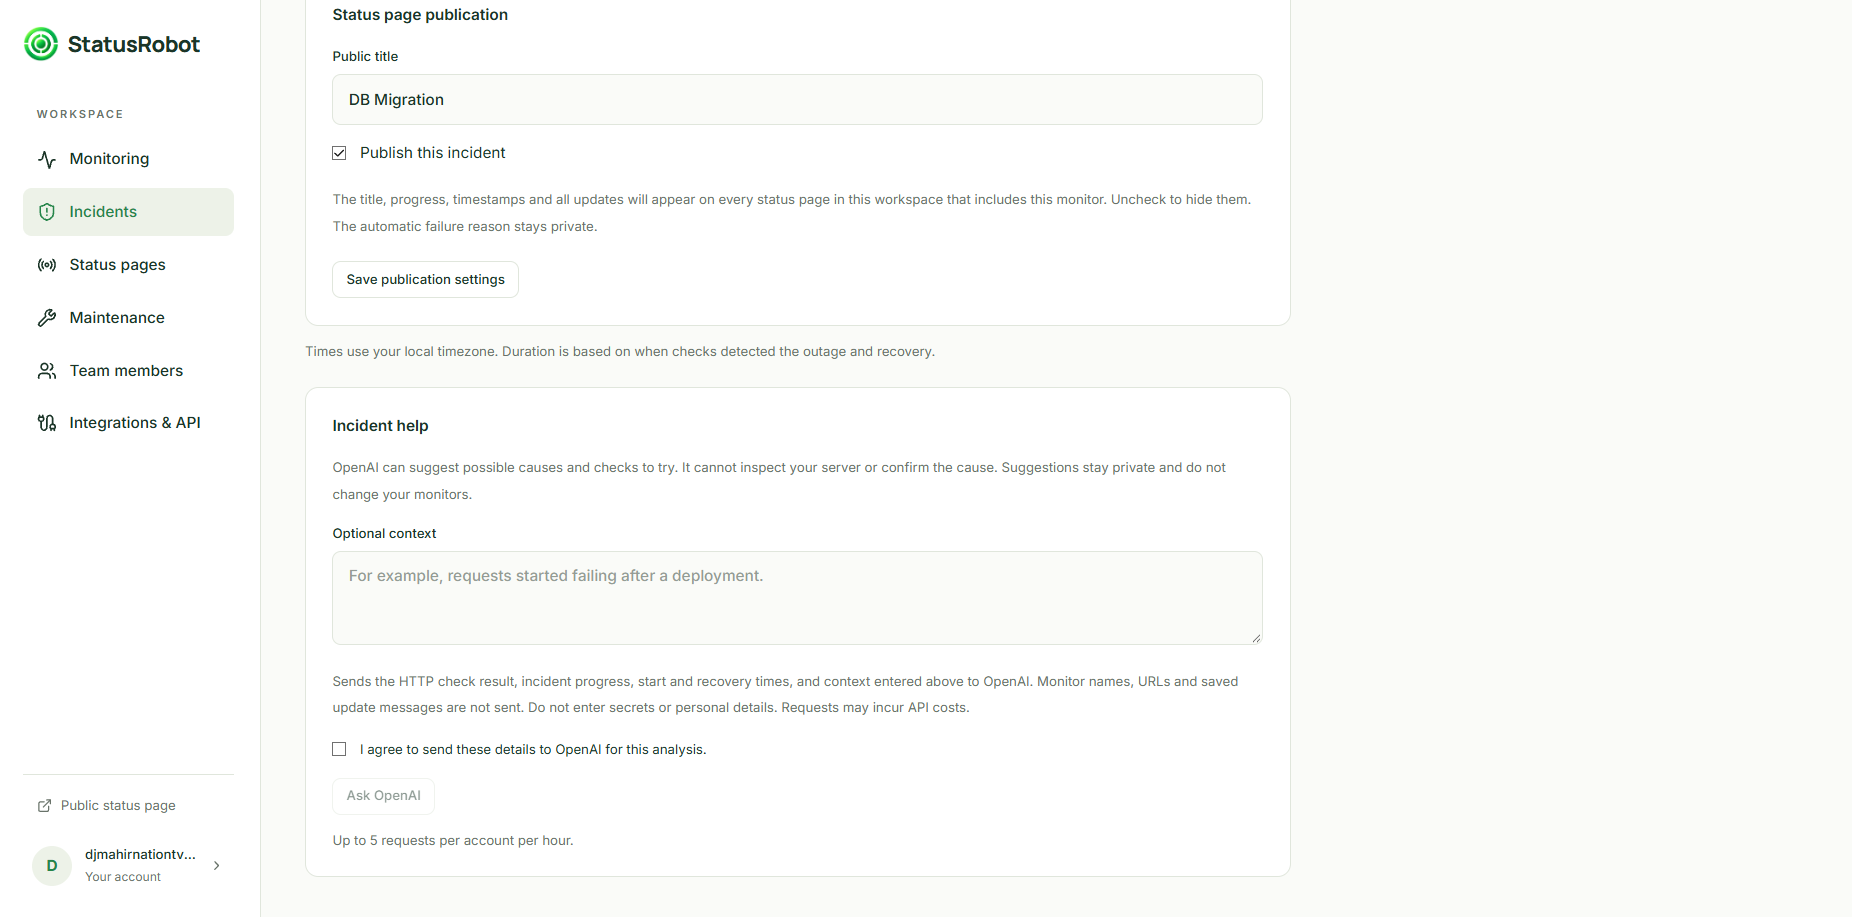 StatusRobot
WORKSPACE
Monitoring
Incidents
Status pages
Maintenance
Team members
Integrations & API
Public status page
D
djmahirnationtv...
Your account
Status page publication
Public title
DB Migration
Publish this incident
The title, progress, timestamps and all updates will appear on every status page in this workspace that includes this monitor. Uncheck to hide them.
The automatic failure reason stays private.
Save publication settings
Times use your local timezone. Duration is based on when checks detected the outage and recovery.
Incident help
OpenAI can suggest possible causes and checks to try. It cannot inspect your server or confirm the cause. Suggestions stay private and do not
change your monitors.
Optional context
For example, requests started failing after a deployment.
Sends the HTTP check result, incident progress, start and recovery times, and context entered above to OpenAI. Monitor names, URLs and saved
update messages are not sent. Do not enter secrets or personal details. Requests may incur API costs.
I agree to send these details to OpenAI for this analysis.
Ask OpenAI
Up to 5 requests per account per hour.